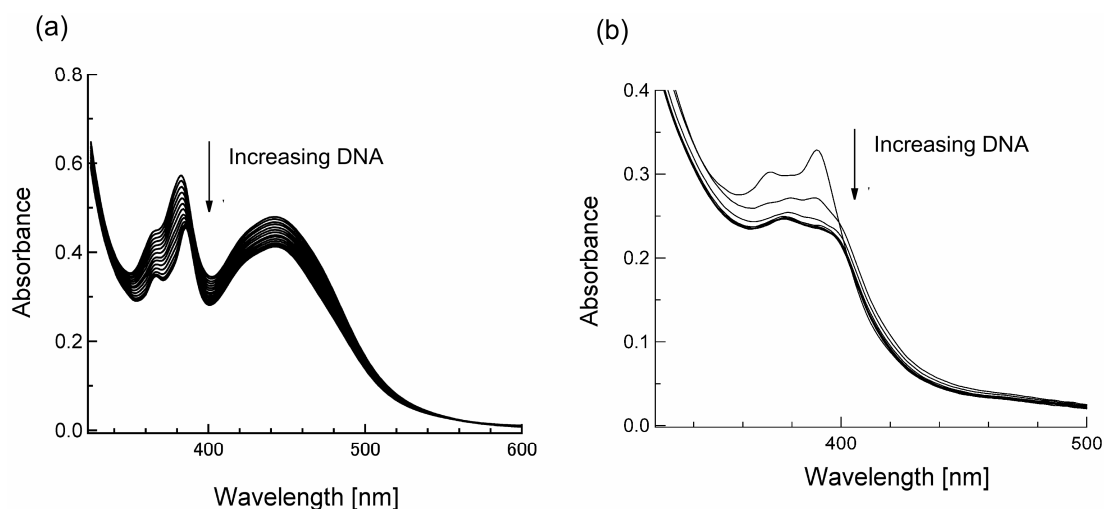 (a)
0.8
0.6
0.4
0.2
0.0
Absorbance
Increasing DNA
400
500
600
Wavelength [nm]
(b)
0.4
0.3
0.2
0.1
0.0
Absorbance
Increasing DNA
400
500
Wavelength [nm]